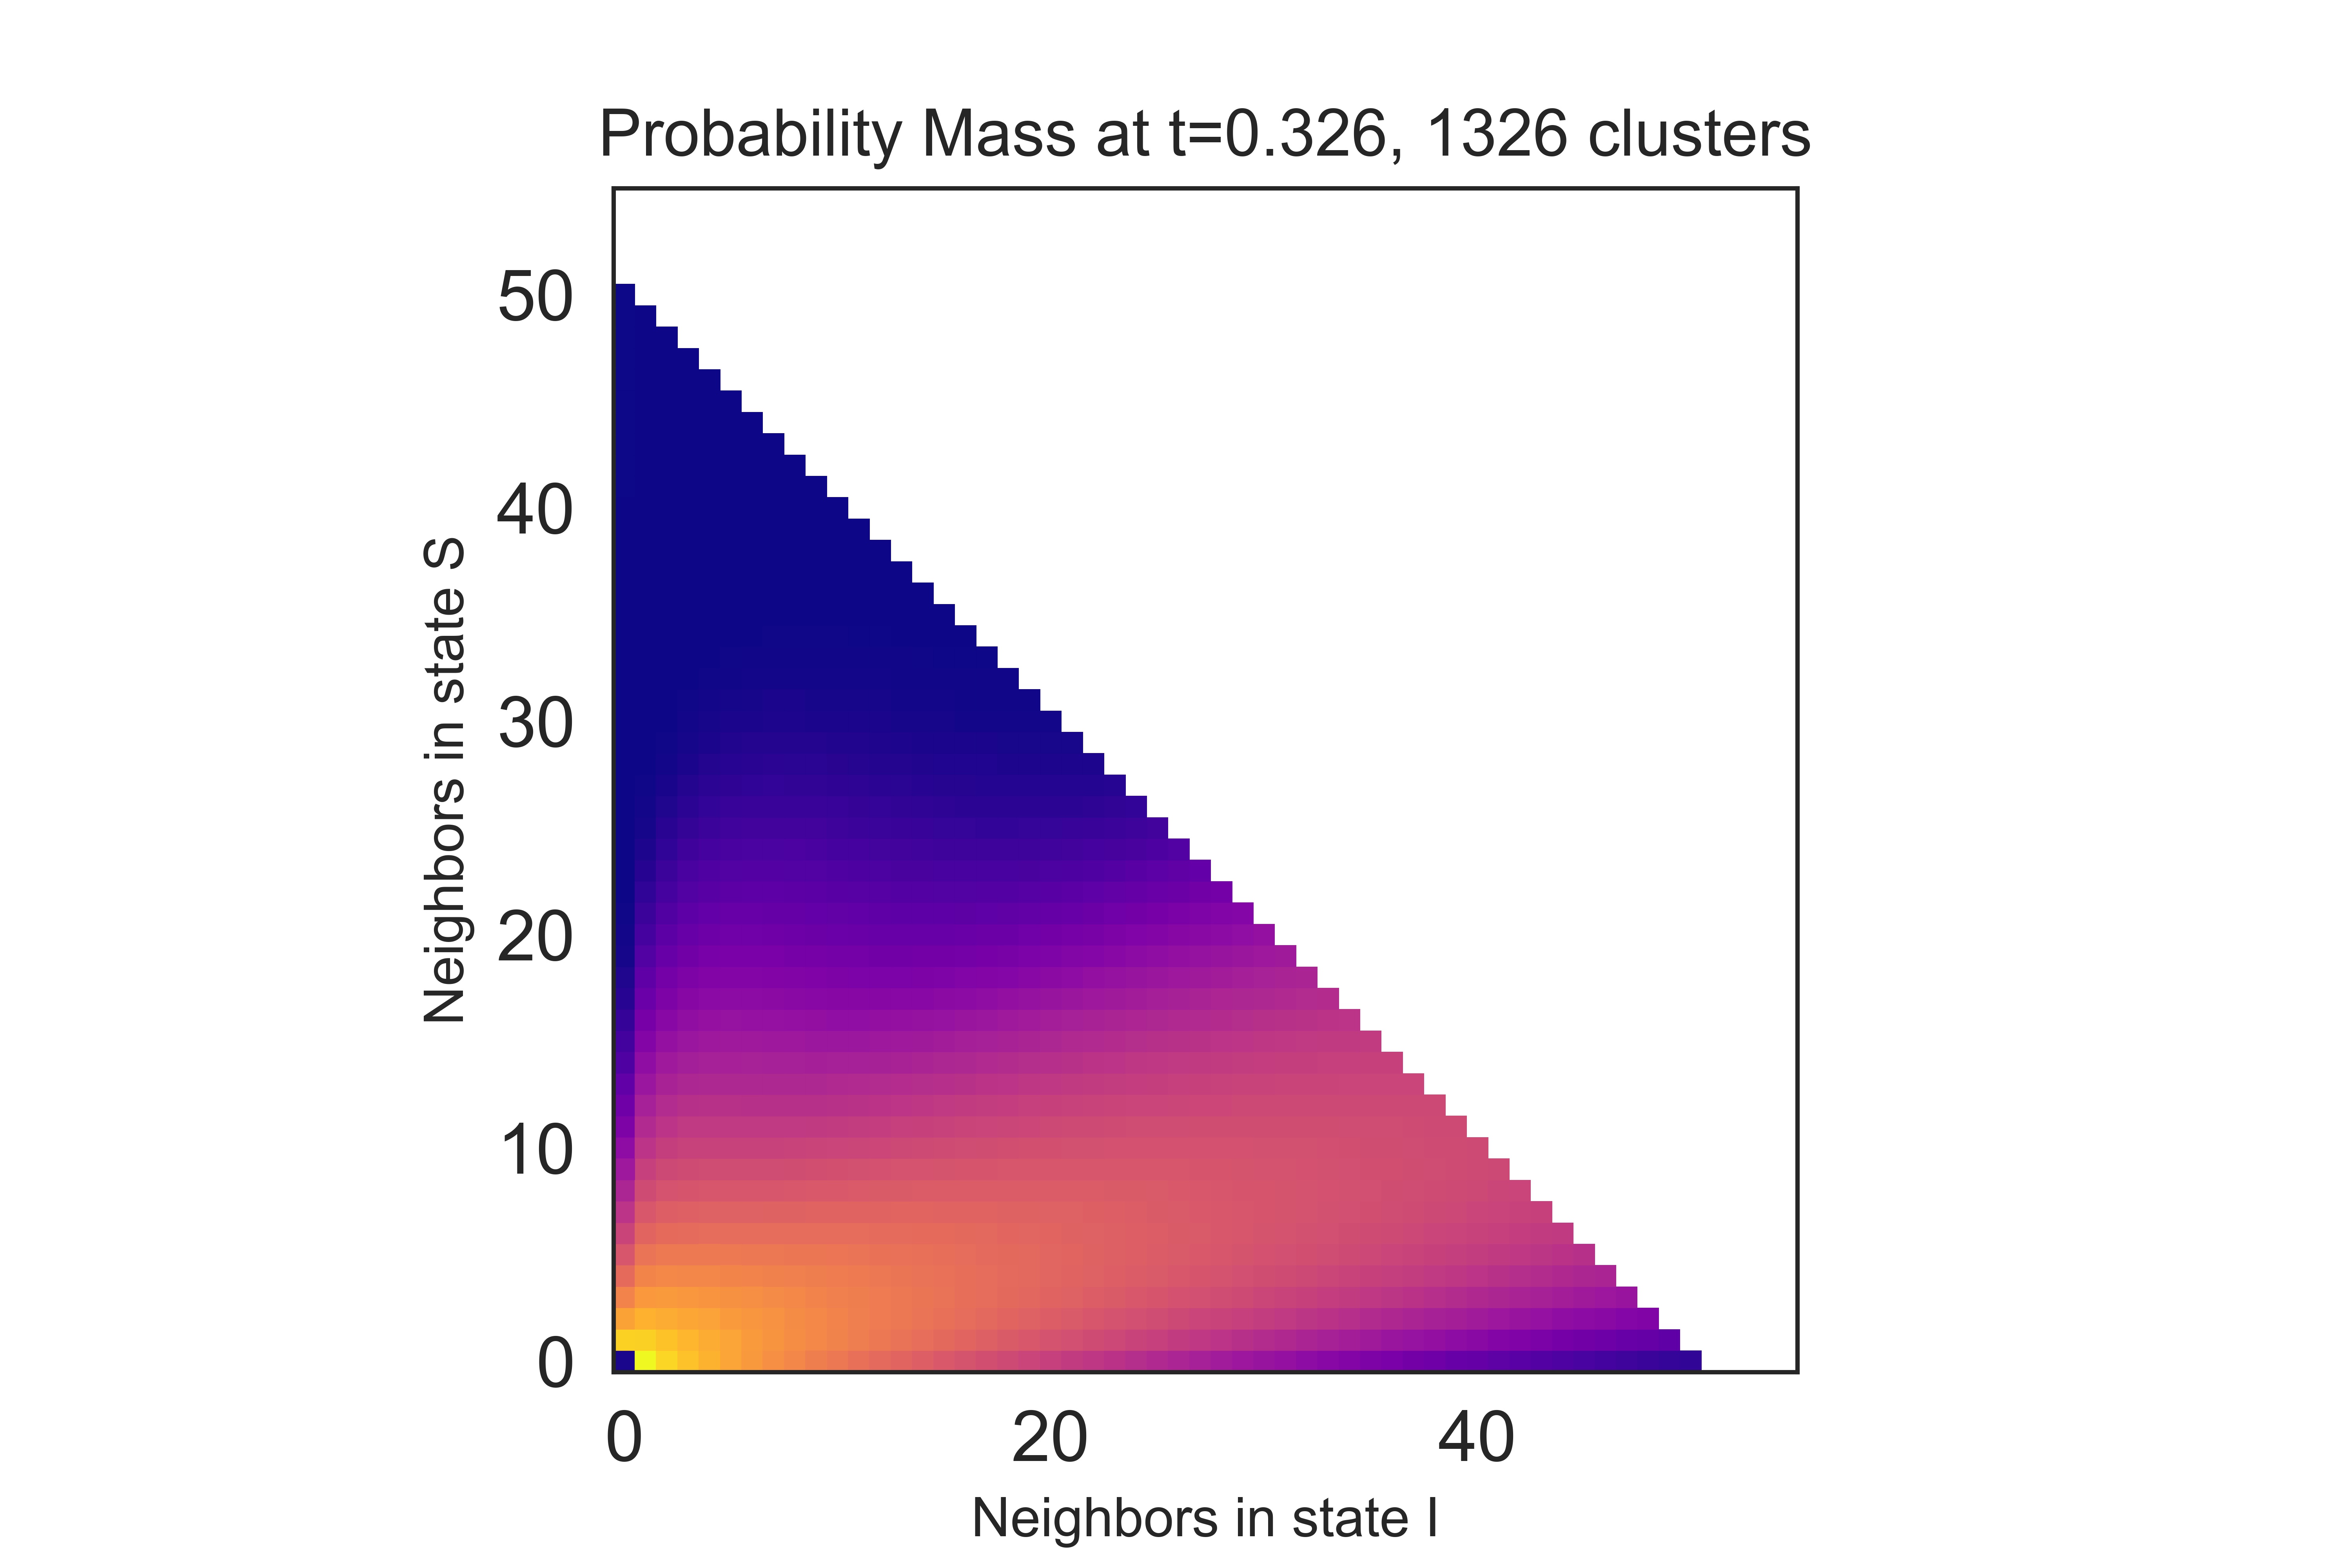 Probability Mass at t=0.326, 1326 clusters
50
40
30
20
10
0
Neighbors in state S
0 20 40
Neighbors in state I